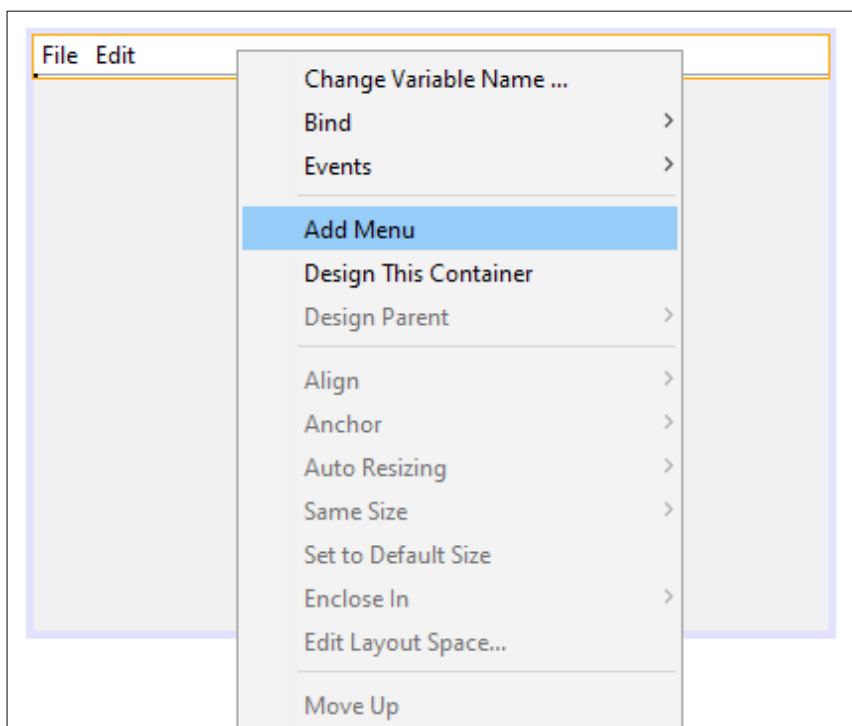 File Edit
Change Variable Name ...
Bind
Events
Add Menu
Design This Container
Design Parent
Align
Anchor
Auto Resizing
Same Size
Set to Default Size
Enclose In
Edit Layout Space...
Move Up